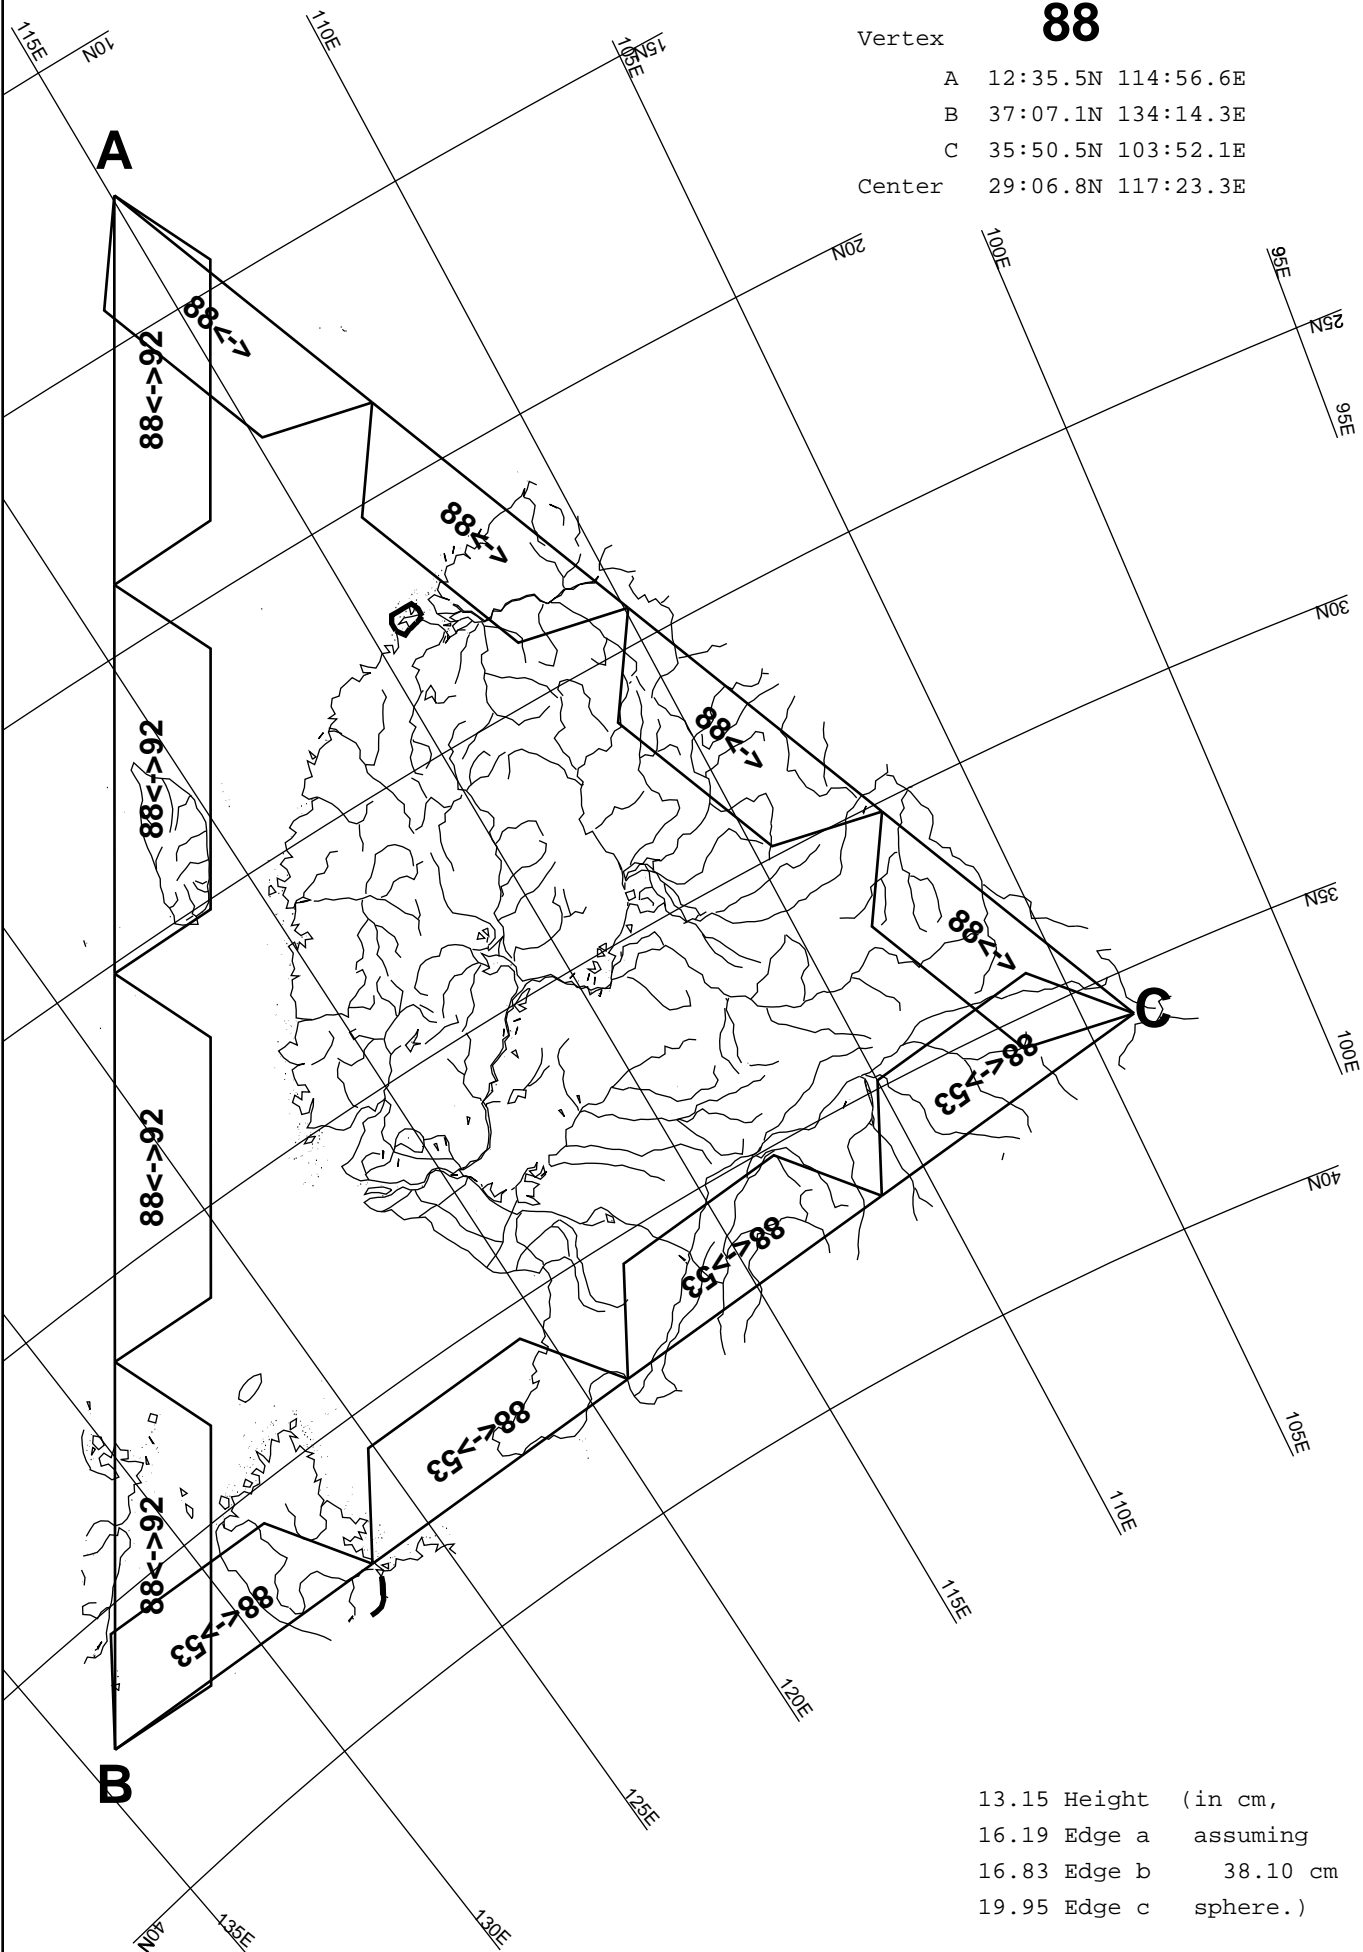 88
Vertex
A 12:35.5N 114:56.6E
B 37:07.1N 134:14.3E
C 35:50.5N 103:52.1E
Center 29:06.8N 117:23.3E
115E
10N
110E
105E
15N
A
20N
100E
95E
25N
95E
88<->
88<->92
88<->
30N
88<->
88<->92
35N
88<->
C
100E
88<->53
88<->92
40N
88<->53
105E
88<->53
110E
88<->92
88<->53
115E
120E
B
125E
130E
135E
40N
13.15 Height (in cm,
16.19 Edge a assuming
16.83 Edge b 38.10 cm
19.95 Edge c sphere.)